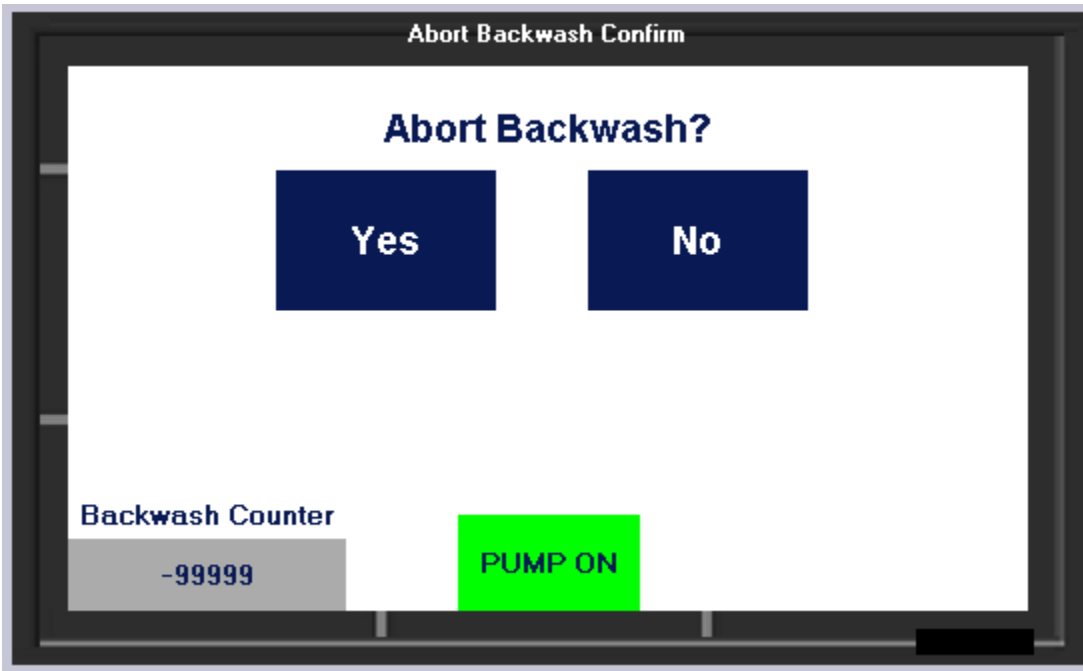 Abort Backwash Confirm
Abort Backwash?
Yes No
Backwash Counter
-99999
PUMP ON